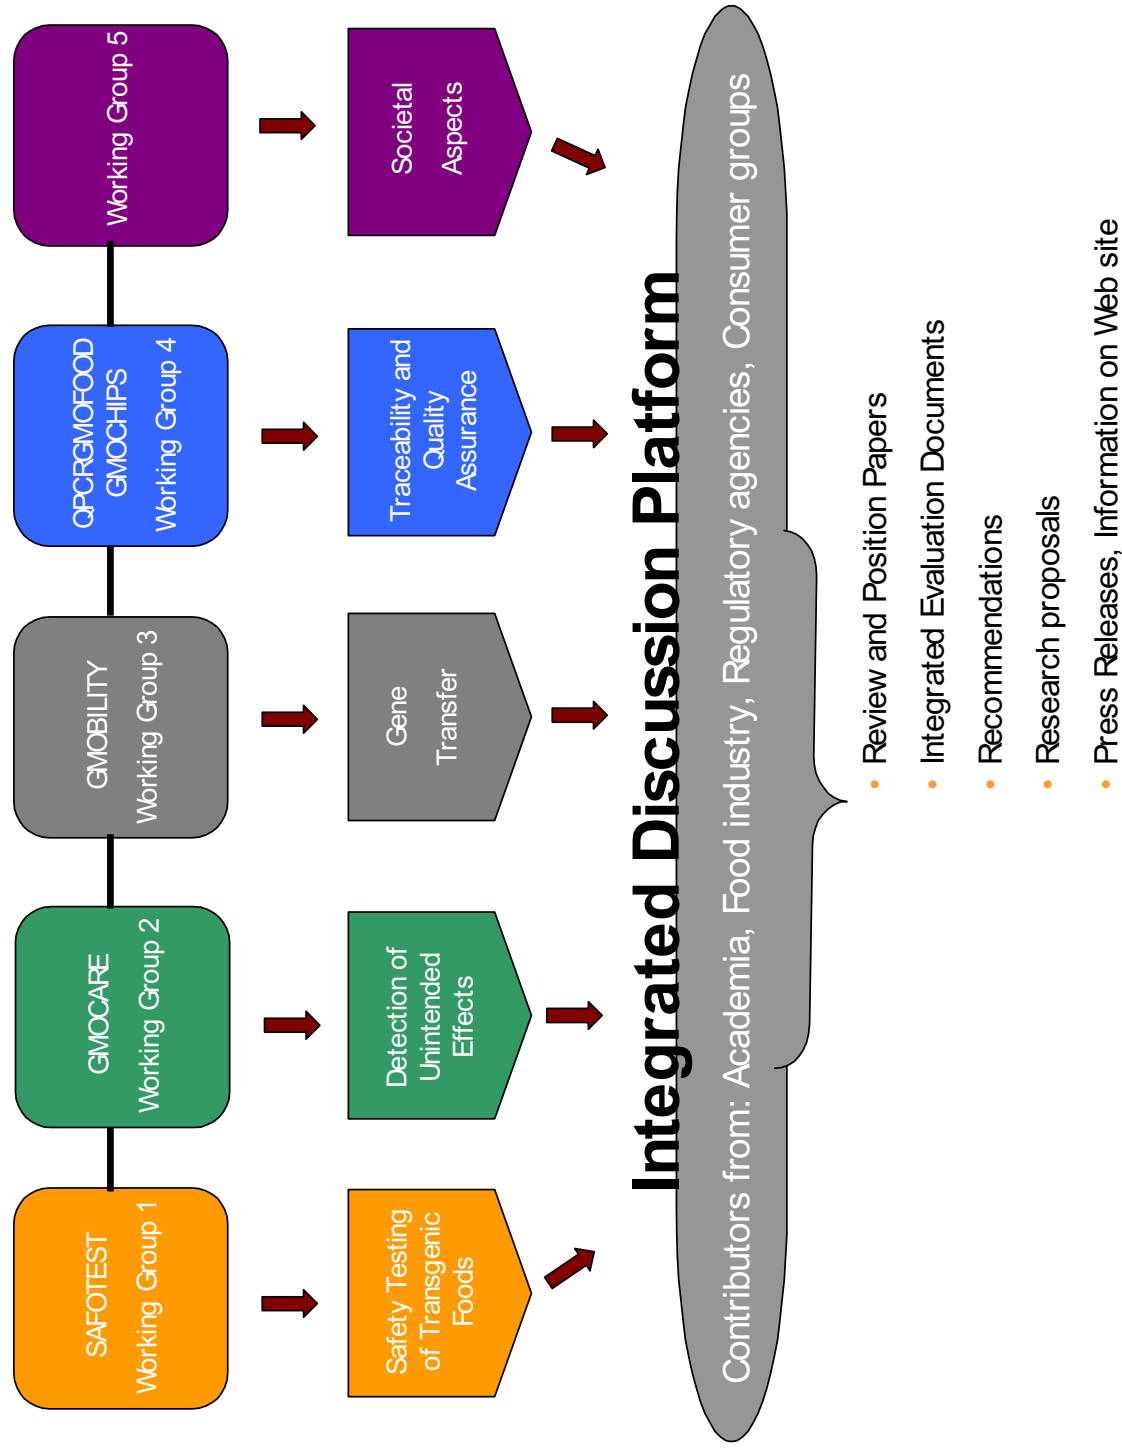 SAFOTEST
Working Group 1
GMOCARE
Working Group 2
GMOBILITY
Working Group 3
QPCRGMOFOOD
GMOCHIPS
Working Group 4
Working Group 5
Safety Testing
of Transgenic
Foods
Detection of
Unintended
Effects
Gene
Transfer
Traceability and
Quality
Assurance
Societal
Aspects
Integrated Discussion Platform
Contributors from: Academia, Food industry, Regulatory agencies, Consumer groups
• Review and Position Papers
• Integrated Evaluation Documents
• Recommendations
• Research proposals
• Press Releases, Information on Web site